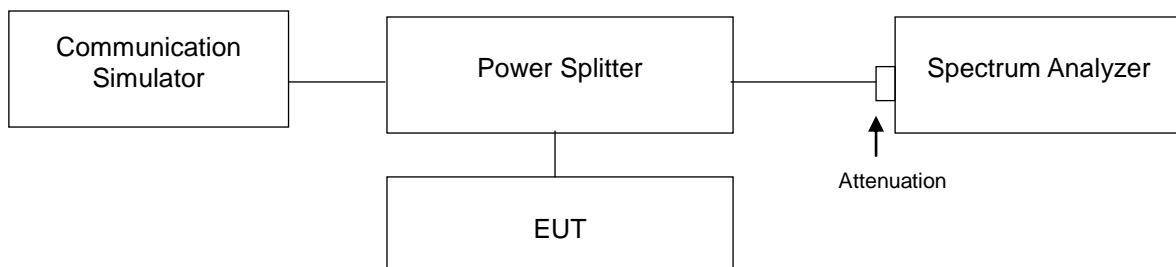 Communication
Simulator
Power Splitter
Spectrum Analyzer
Attenuation
EUT